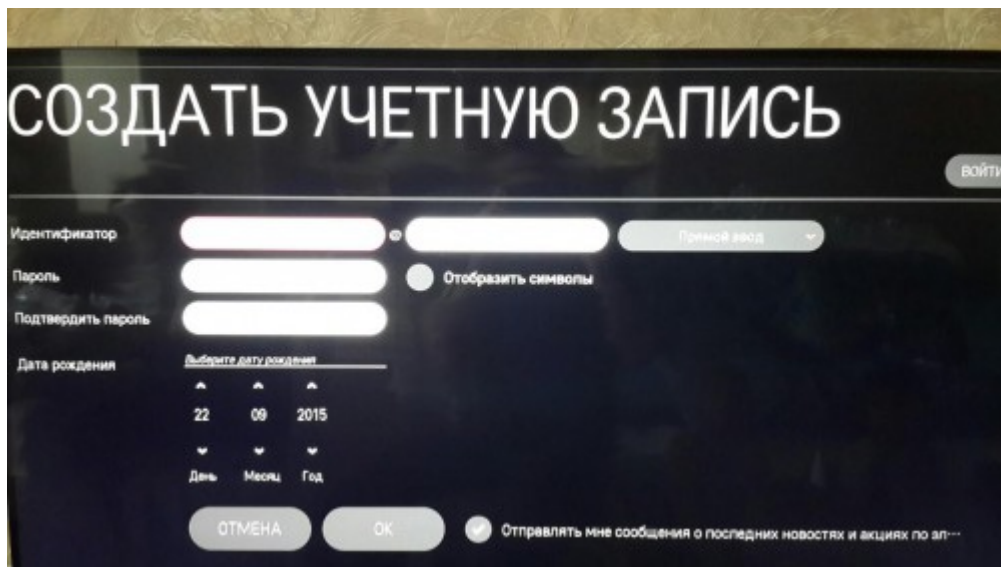 СОЗДАТЬ УЧЕТНУЮ ЗАПИСЬ
ВОЙТИ
Идентификатор @ Прямой ввод
Пароль Отобразить символы
Подтвердить пароль
Дата рождения Выберите дату рождения
22 09 2015
День Месяц Год
ОТМЕНА OK Отправлять мне сообщения о последних новостях и акциях по эл...